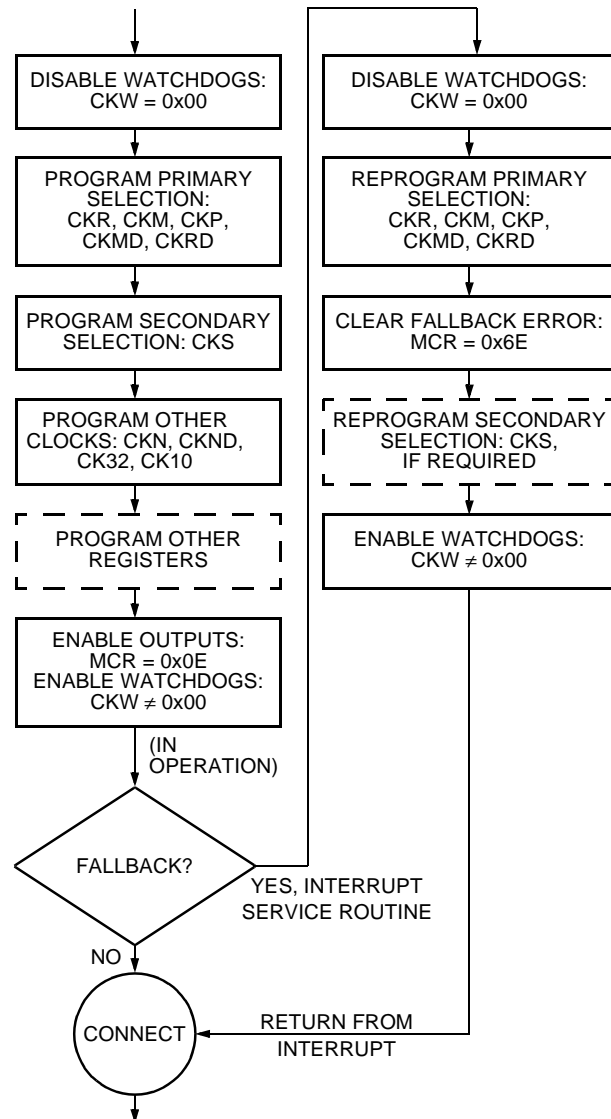 DISABLE WATCHDOGS:
CKW = 0x00
PROGRAM PRIMARY
SELECTION:
CKR, CKM, CKP,
CKMD, CKRD
PROGRAM SECONDARY
SELECTION: CKS
PROGRAM OTHER
CLOCKS: CKN, CKND,
CK32, CK10
PROGRAM OTHER
REGISTERS
ENABLE OUTPUTS:
MCR = 0x0E
ENABLE WATCHDOGS:
CKW ≠ 0x00
(IN
OPERATION)
FALLBACK?
YES, INTERRUPT
SERVICE ROUTINE
NO
CONNECT
DISABLE WATCHDOGS:
CKW = 0x00
REPROGRAM PRIMARY
SELECTION:
CKR, CKM, CKP,
CKMD, CKRD
CLEAR FALLBACK ERROR:
MCR = 0x6E
REPROGRAM SECONDARY
SELECTION: CKS,
IF REQUIRED
ENABLE WATCHDOGS:
CKW ≠ 0x00
RETURN FROM
INTERRUPT